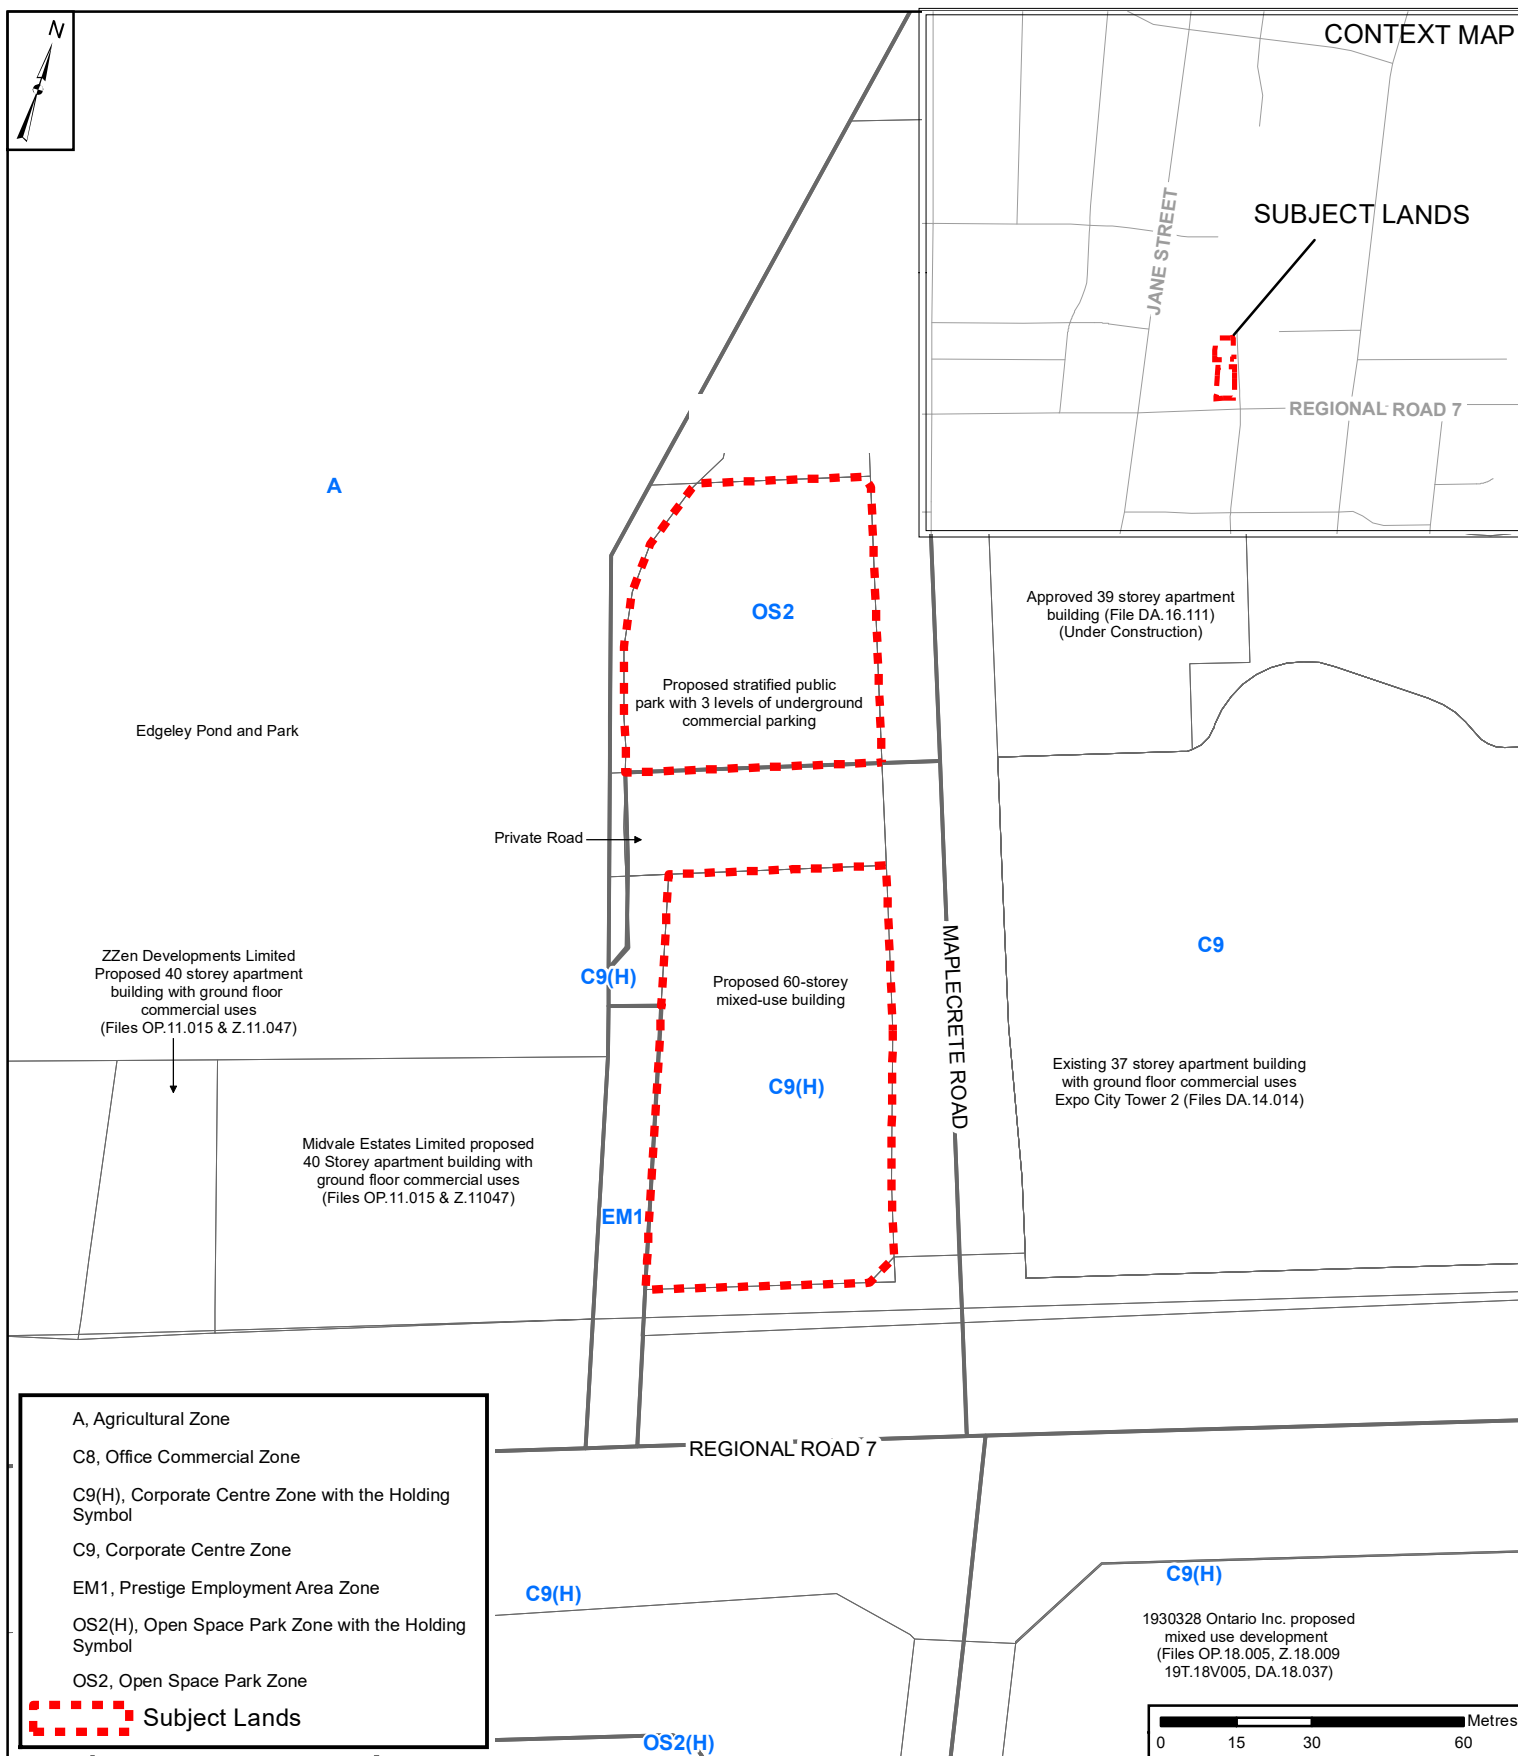 N
CONTEXT MAP
SUBJECT LANDS
JANE STREET
REGIONAL ROAD 7
A
OS2
Approved 39 storey apartment
building (File DA.16.111)
(Under Construction)
Proposed stratified public
park with 3 levels of underground
commercial parking
Edgeley Pond and Park
Private Road
MAPLECRETE ROAD
C9
ZZen Developments Limited
Proposed 40 storey apartment
building with ground floor
commercial uses
(Files OP.11.015 & Z.11.047)
C9(H)
Proposed 60-storey
mixed-use building
C9(H)
Existing 37 storey apartment building
with ground floor commercial uses
Expo City Tower 2 (Files DA.14.014)
Midvale Estates Limited proposed
40 Storey apartment building with
ground floor commercial uses
(Files OP.11.015 & Z.11047)
EM1
REGIONAL ROAD 7
A, Agricultural Zone
C8, Office Commercial Zone
C9(H), Corporate Centre Zone with the Holding
Symbol
C9, Corporate Centre Zone
EM1, Prestige Employment Area Zone
OS2(H), Open Space Park Zone with the Holding
Symbol
OS2, Open Space Park Zone
Subject Lands
C9(H)
C9(H)
1930328 Ontario Inc. proposed
mixed use development
(Files OP.18.005, Z.18.009
19T.18V005, DA.18.037)
OS2(H)
Metres
0 15 30 60